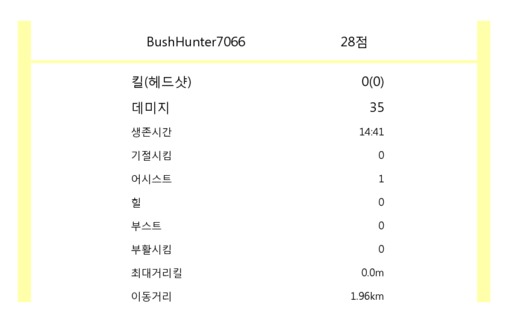 BushHunter7066 28점
킬(헤드샷) 0(0)
데미지 35
생존시간 14:41
기절시킴 0
어시스트 1
힐 0
부스트 0
부활시킴 0
최대거리킬 0.0m
이동거리 1.96km